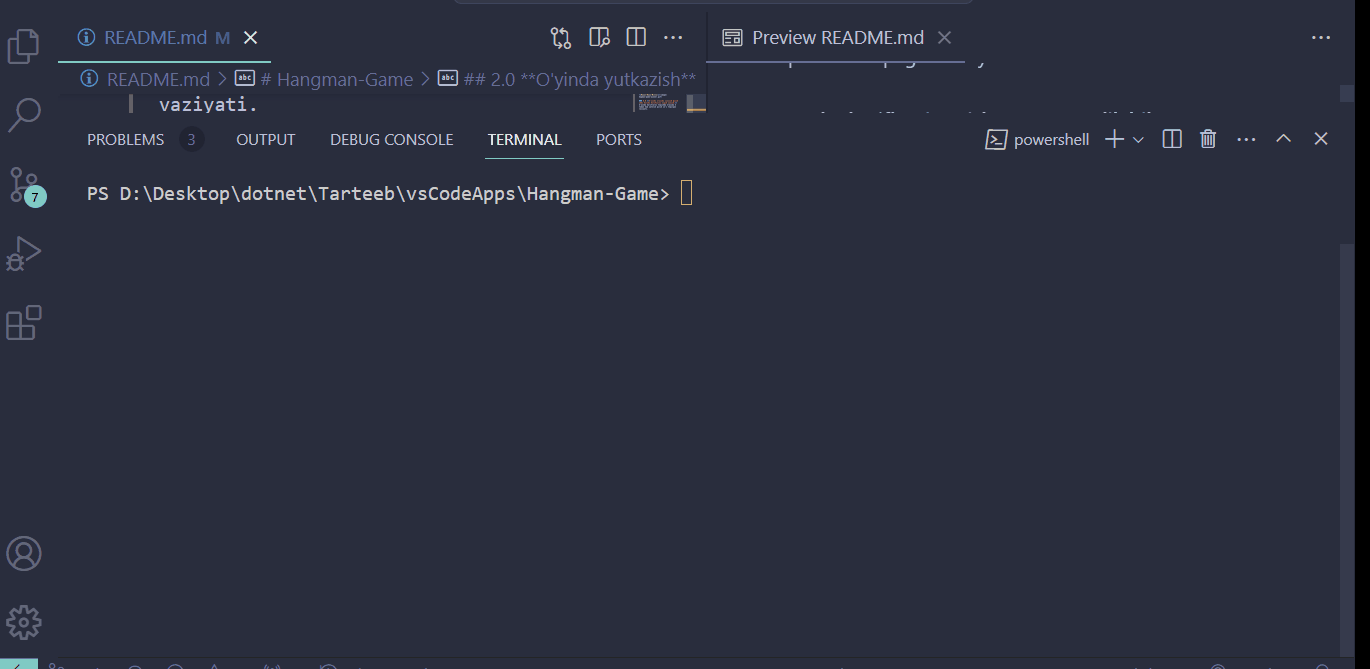 README.md M
Preview README.md
README.md > # Hangman-Game > ## 2.0 **O'yinda yutkazish**
vaziyati.
PROBLEMS 3 OUTPUT DEBUG CONSOLE TERMINAL PORTS
powershell
PS D:\Desktop\dotnet\Tarteeb\vsCodeApps\Hangman-Game>
7